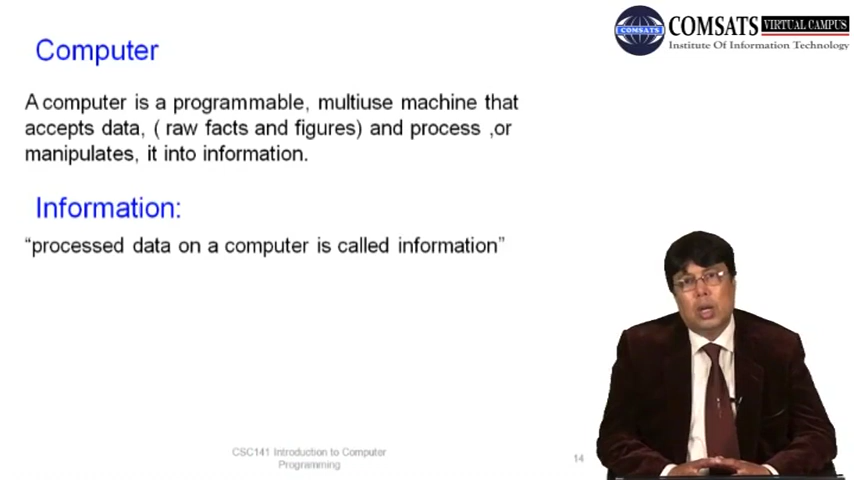 COMSATS VIRTUAL CAMPUS
COMSATS
Institute Of Information Technology
Computer
A computer is a programmable, multiuse machine that
accepts data, ( raw facts and figures) and process ,or
manipulates, it into information.
Information:
“processed data on a computer is called information”
CSC141 Introduction to Computer
Programming
14